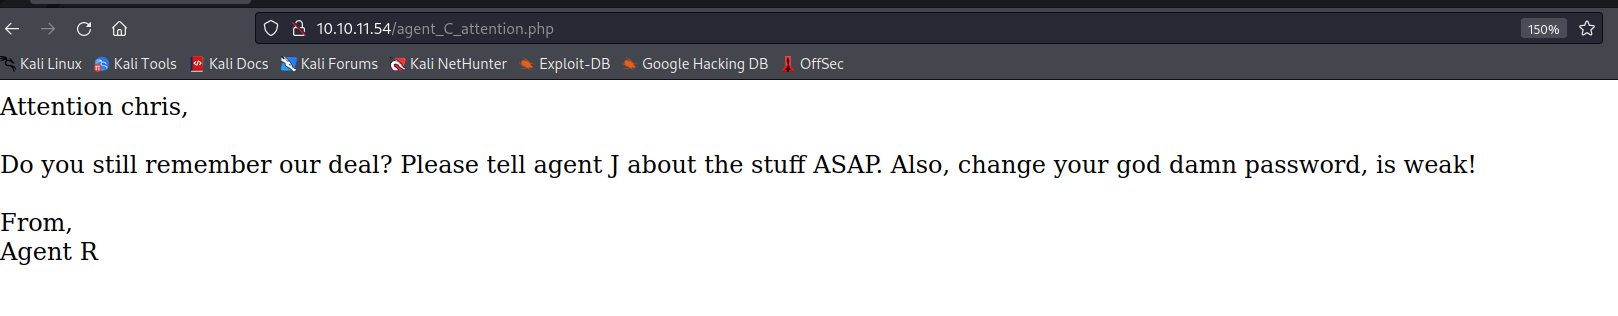 10.10.11.54/agent_C_attention.php
150%
Kali Linux Kali Tools Kali Docs Kali Forums Kali NetHunter Exploit-DB Google Hacking DB OffSec
Attention chris,
Do you still remember our deal? Please tell agent J about the stuff ASAP. Also, change your god damn password, is weak!
From,
Agent R